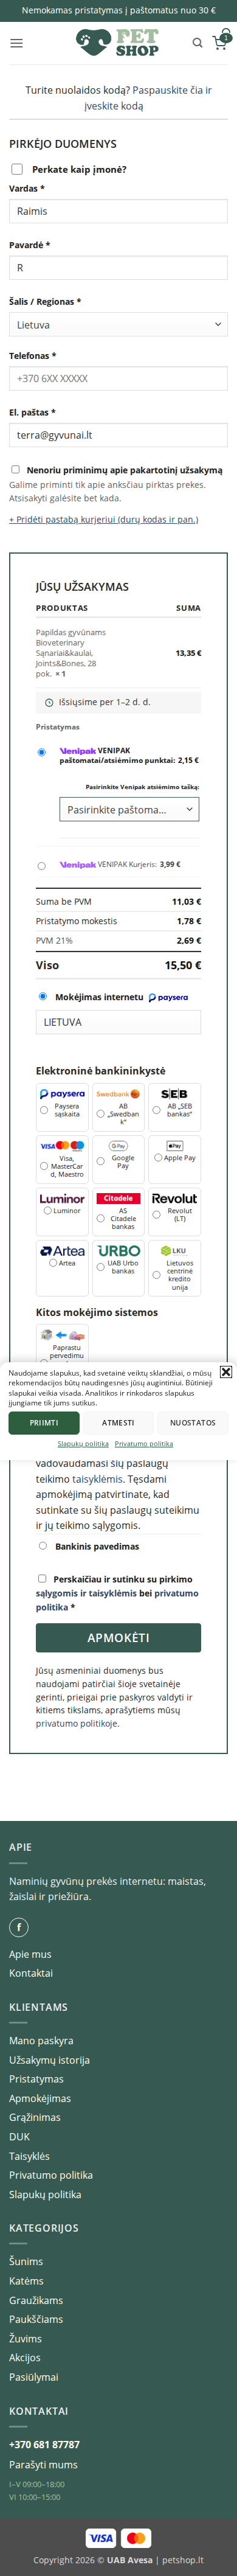 Nemokamas pristatymas į paštomatus nuo 30 €
PET
SHOP
1
Turite nuolaidos kodą? Paspauskite čia ir
įveskite kodą
PIRKĖJO DUOMENYS
Perkate kaip įmonė?
Vardas *
Raimis
Pavardė *
R
Šalis / Regionas *
Lietuva
Telefonas *
+370 6XX XXXXX
El. paštas *
terra@gyvunai.lt
Nenoriu priminimų apie pakartotinį užsakymą
Galime priminti tik apie anksčiau pirktas prekes.
Atsisakyti galėsite bet kada.
+ Pridėti pastabą kurjeriui (durų kodas ir pan.)
JŪSŲ UŽSAKYMAS
PRODUKTAS SUMA
Papildas gyvūnams
Bioveterinary
Sąnariai&kaulai,
Joints&Bones, 28
pok. × 1
13,35 €
Išsiųsime per 1–2 d. d.
Pristatymas
venipak VENIPAK
paštomatai/atsiėmimo punktai: 2,15 €
Pasirinkite Venipak atsiėmimo tašką:
Pasirinkite paštoma...
venipak VENIPAK Kurjeris: 3,99 €
Suma be PVM 11,03 €
Pristatymo mokestis 1,78 €
PVM 21% 2,69 €
Viso 15,50 €
Mokėjimas internetu paysera
LIETUVA
Elektroninė bankininkystė
paysera
Paysera
sąskaita
Swedbank
AB
„Swedban
k“
SEB
AB „SEB
bankas“
VISA
Visa,
MasterCar
d, Maestro
G Pay
Google
Pay
Pay
Apple Pay
Luminor
Luminor
Citadele
AS
Citadele
bankas
Revolut
Revolut
(LT)
Artea
Artea
URBO
UAB Urbo
bankas
LKU
Lietuvos
centrinė
kredito
unija
Kitos mokėjimo sistemos
Paprastu
pervedimu
Naudojame slapukus, kad svetainė veiktų sklandžiai, o mūsų
rekomenduojami produktai būtų aktualūs jūsų augintiniui. Būtinieji
slapukai visada veikia. Analitikos ir rinkodaros slapukus
įjungiame tik jums sutikus.
PRIIMTI
ATMESTI
NUOSTATOS
Slapukų politika Privatumo politika
vadovaudamasi šių paslaugų
teikimo taisyklėmis. Tęsdami
apmokėjimą patvirtinate, kad
sutinkate su šių paslaugų suteikimu
ir jų teikimo sąlygomis.
Bankinis pavedimas
Perskaičiau ir sutinku su pirkimo
sąlygomis ir taisyklėmis bei privatumo
politika *
APMOKĖTI
Jūsų asmeniniai duomenys bus
naudojami patirčiai šioje svetainėje
gerinti, prieigai prie paskyros valdyti ir
kitiems tikslams, aprašytiems mūsų
privatumo politikoje.
APIE
Naminių gyvūnų prekės internetu: maistas,
žaislai ir priežiūra.
f
Apie mus
Kontaktai
KLIENTAMS
Mano paskyra
Užsakymų istorija
Pristatymas
Apmokėjimas
Grąžinimas
DUK
Taisyklės
Privatumo politika
Slapukų politika
KATEGORIJOS
Šunims
Katėms
Graužikams
Paukščiams
Žuvims
Akcijos
Pasiūlymai
KONTAKTAI
+370 681 87787
Parašyti mums
I–V 09:00–18:00
VI 10:00–15:00
VISA
Copyright 2026 © UAB Avesa | petshop.lt